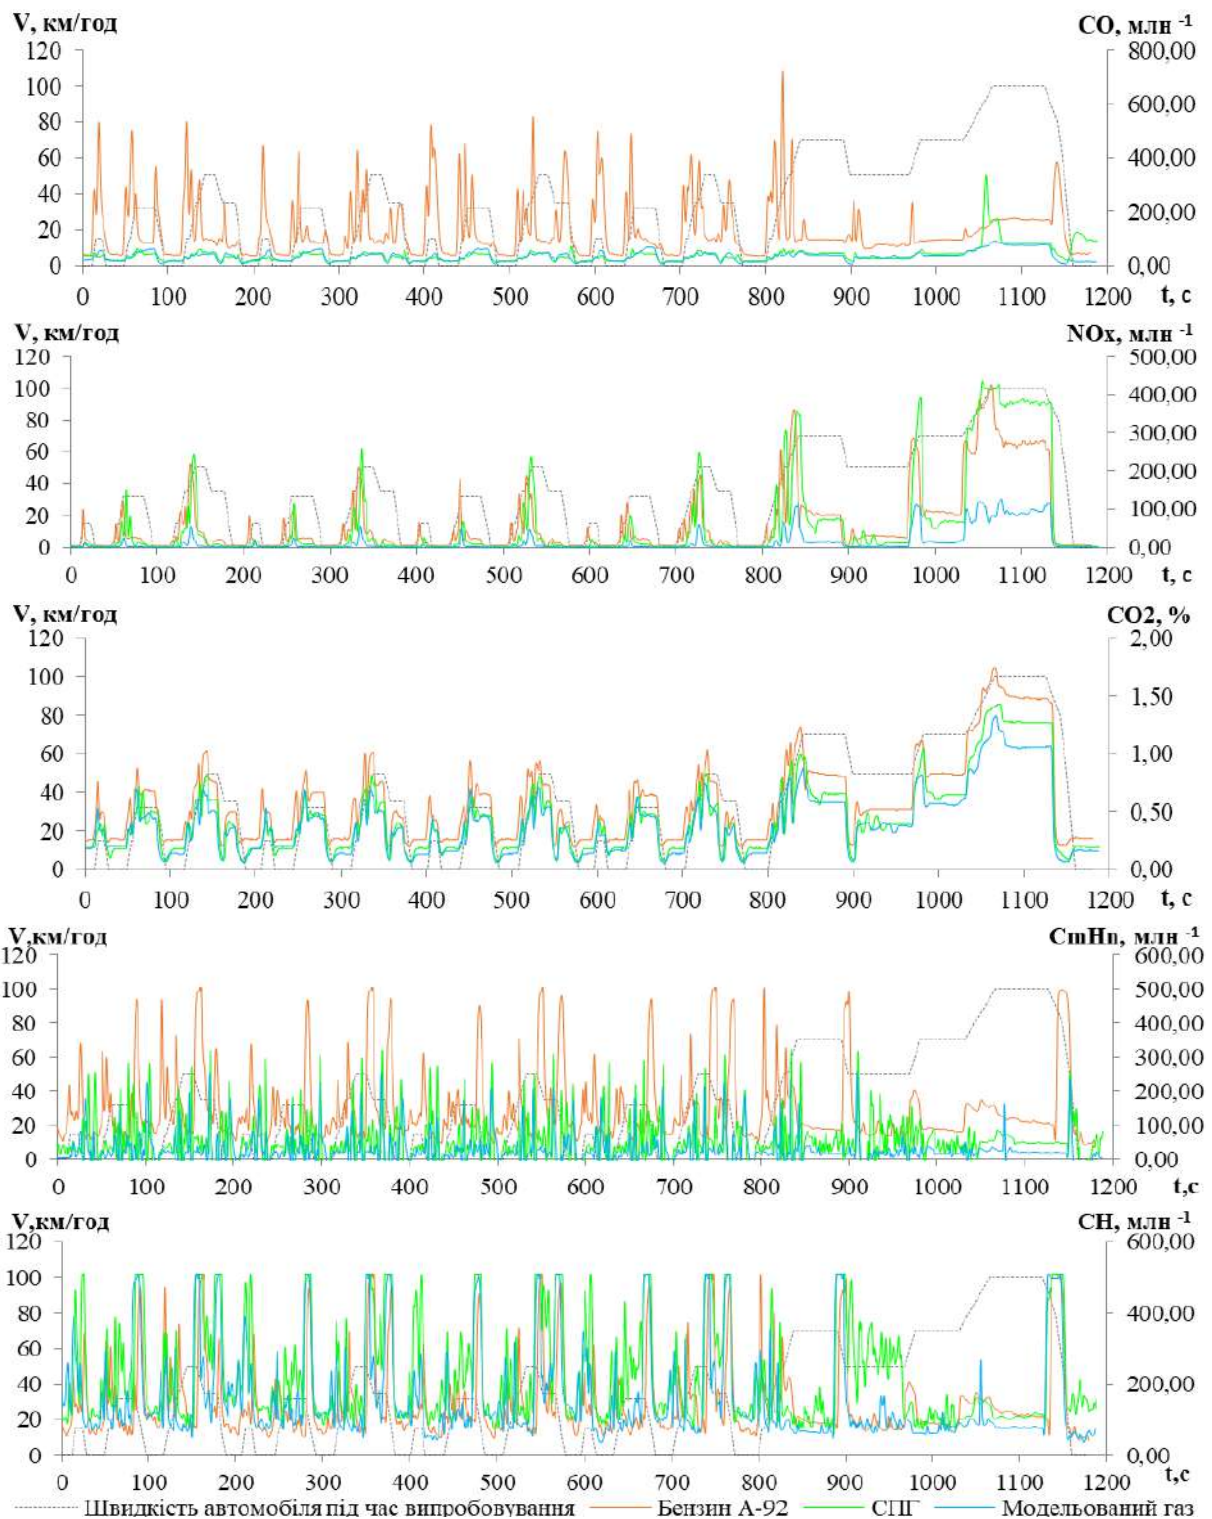 V, км/год CO, млн -1
120 800,00
100
80 600,00
60 400,00
40
20 200,00
0 0,00
0 100 200 300 400 500 600 700 800 900 1000 1100 1200
t, с
V, км/год NOx, млн -1
120 500,00
100 400,00
80 300,00
60
40 200,00
20 100,00
0 0,00
0 100 200 300 400 500 600 700 800 900 1000 1100 1200
t, с
V, км/год CO2, %
120 2,00
100
80 1,50
60 1,00
40
20 0,50
0 0,00
0 100 200 300 400 500 600 700 800 900 1000 1100 1200
t, с
V,км/год CmHn, млн -1
120 600,00
100 500,00
80 400,00
60 300,00
40 200,00
20 100,00
0 0,00
0 100 200 300 400 500 600 700 800 900 1000 1100 1200
t,с
V,км/год CH, млн -1
120 600,00
100
80 400,00
60
40 200,00
20
0 0,00
0 100 200 300 400 500 600 700 800 900 1000 1100 1200
t,с
Швидкість автомобіля під час випробовування Бензин А-92 СПГ Модельований газ